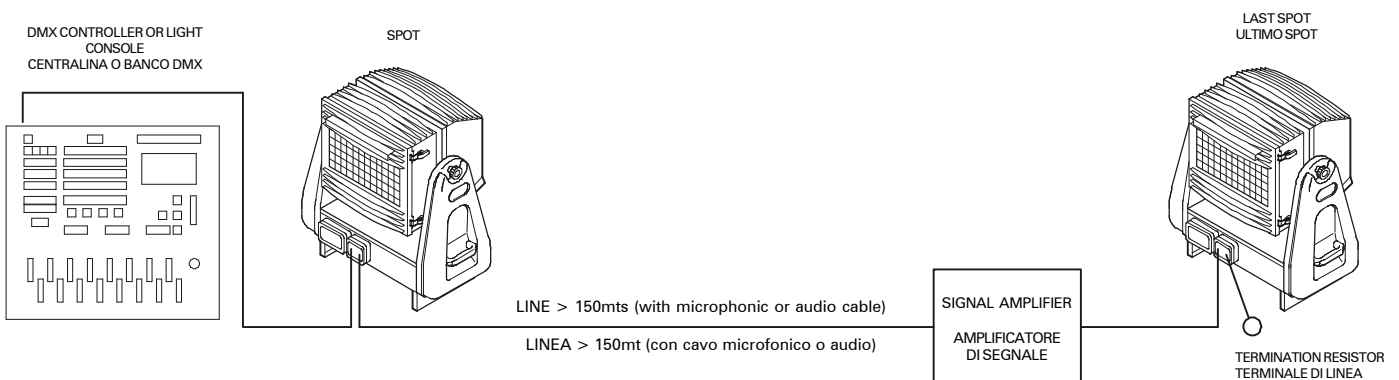 DMX CONTROLLER OR LIGHT
CONSOLE
CENTRALINA O BANCO DMX
SPOT
LAST SPOT
ULTIMO SPOT
LINE > 150mts (with microphonic or audio cable)
LINEA > 150mt (con cavo microfonico o audio)
SIGNAL AMPLIFIER
AMPLIFICATORE
DI SEGNALE
TERMINATION RESISTOR
TERMINALE DI LINEA